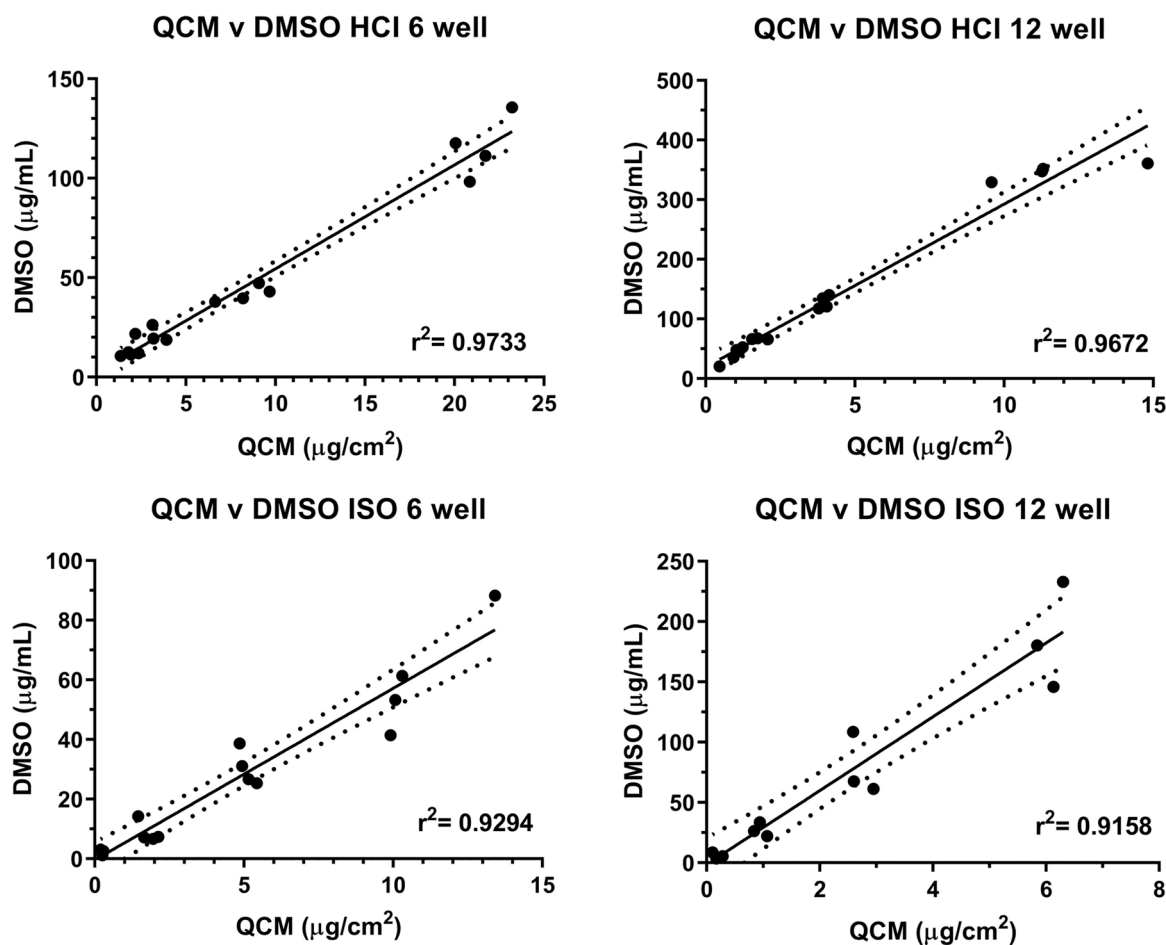 QCM v DMSO HCl 6 well
DMSO (μg/mL)
150
100
50
0
r²= 0.9733
0 5 10 15 20 25
QCM (μg/cm²)
QCM v DMSO HCl 12 well
DMSO (μg/mL)
500
400
300
200
100
0
r²= 0.9672
0 5 10 15
QCM (μg/cm²)
QCM v DMSO ISO 6 well
DMSO (μg/mL)
100
80
60
40
20
0
r²= 0.9294
0 5 10 15
QCM (μg/cm²)
QCM v DMSO ISO 12 well
DMSO (μg/mL)
250
200
150
100
50
0
r²= 0.9158
0 2 4 6 8
QCM (μg/cm²)